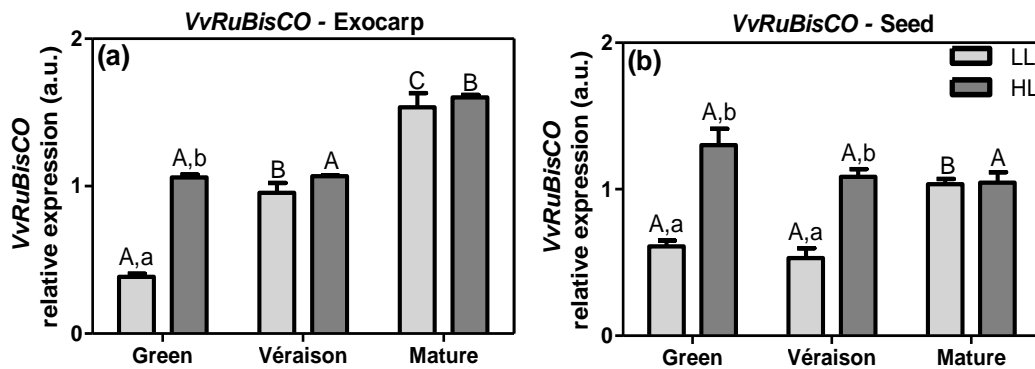 VvRuBisCO - Exocarp
(a)
VvRuBisCO
relative expression (a.u.)
2
1
0
A,a
A,b
B
A
C
B
Green Véraison Mature
VvRuBisCO - Seed
(b)
LL
HL
VvRuBisCO
relative expression (a.u.)
2
1
0
A,a
A,b
A,a
A,b
B
A
Green Véraison Mature